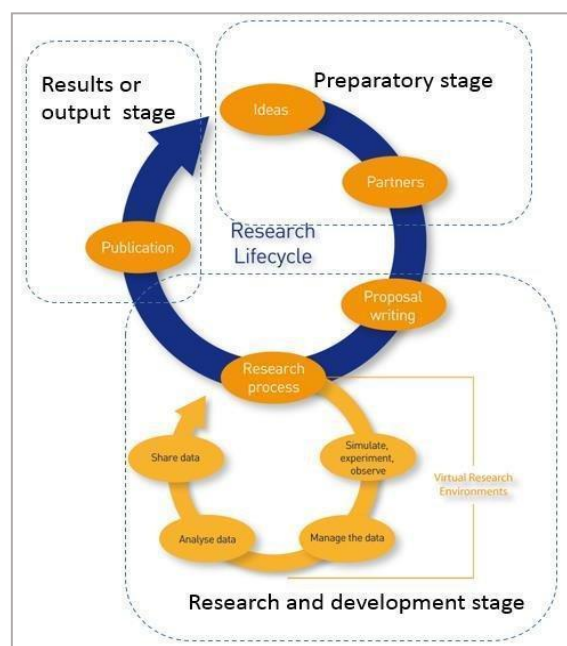 Results or
output stage
Preparatory stage
Ideas
Partners
Publication
Research
Lifecycle
Proposal
writing
Research
process
Share data
Simulate,
experiment,
observe
Virtual Research
Environments
Analyse data
Manage the data
Research and development stage